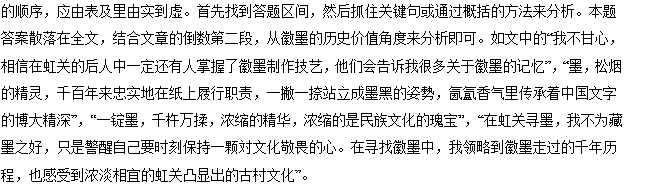 的顺序，应由表及里由实到虚。首先找到答题区间，然后抓住关键句或通过概括的方法来分析。本题
答案散落在全文，结合文章的倒数第二段，从徽墨的历史价值角度来分析即可。如文中的“我不甘心，
相信在虹关的后人中一定还有人掌握了徽墨制作技艺，他们会告诉我很多关于徽墨的记忆”，“墨，松烟
的精灵，千百年来忠实地在纸上履行职责，一撇一捺站立成墨黑的姿势，氤氲香气里传承着中国文字
的博大精深”，“一锭墨，千杵万揉，浓缩的精华，浓缩的是民族文化的瑰宝”，“在虹关寻墨，我不为藏
墨之好，只是警醒自己要时刻保持一颗对文化敬畏的心。在寻找徽墨中，我领略到徽墨走过的千年历
程，也感受到浓淡相宜的虹关凸显出的古村文化”。